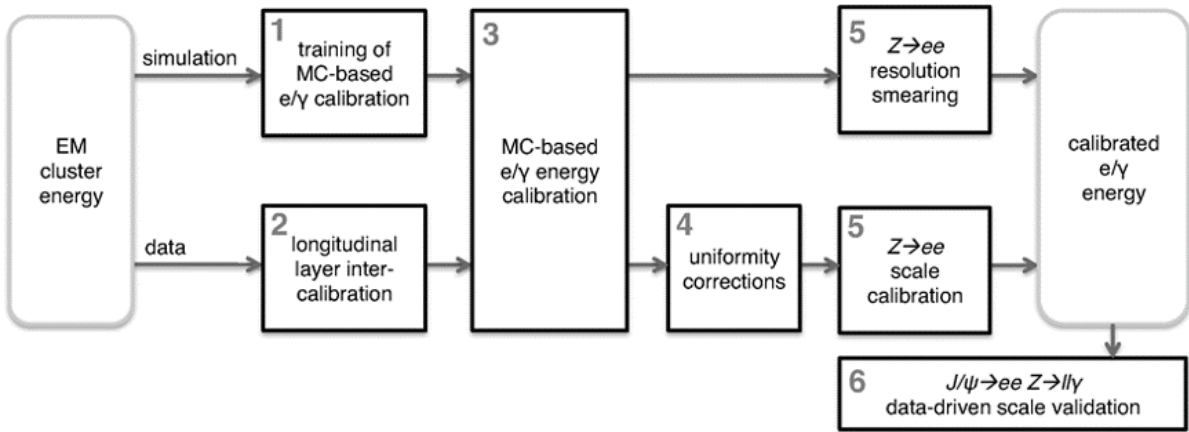 EM
cluster
energy
simulation
data
1
training of
MC-based
e/γ calibration
2
longitudinal
layer inter-
calibration
3
MC-based
e/γ energy
calibration
4
uniformity
corrections
5
Z→ee
resolution
smearing
5
Z→ee
scale
calibration
calibrated
e/γ
energy
6
J/ψ→ee Z→llγ
data-driven scale validation